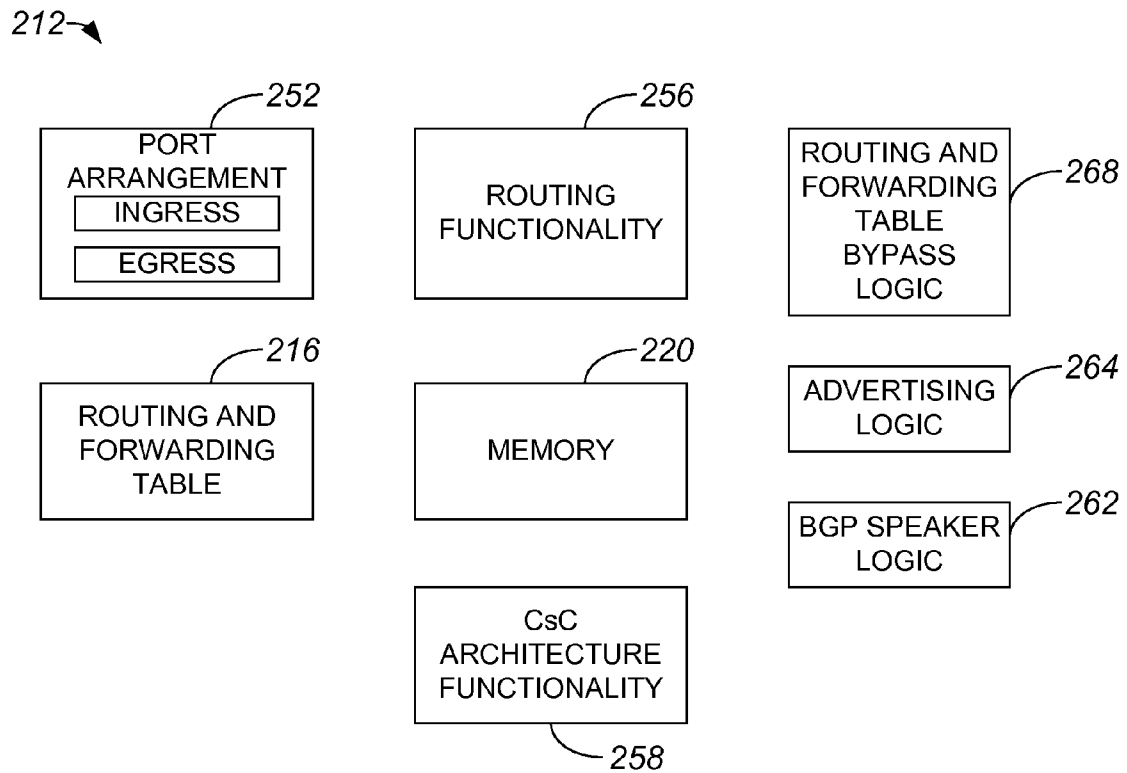 212
252
PORT
ARRANGEMENT
INGRESS
EGRESS
256
ROUTING
FUNCTIONALITY
268
ROUTING AND
FORWARDING
TABLE
BYPASS
LOGIC
216
ROUTING AND
FORWARDING
TABLE
220
MEMORY
264
ADVERTISING
LOGIC
262
BGP SPEAKER
LOGIC
CsC
ARCHITECTURE
FUNCTIONALITY
258